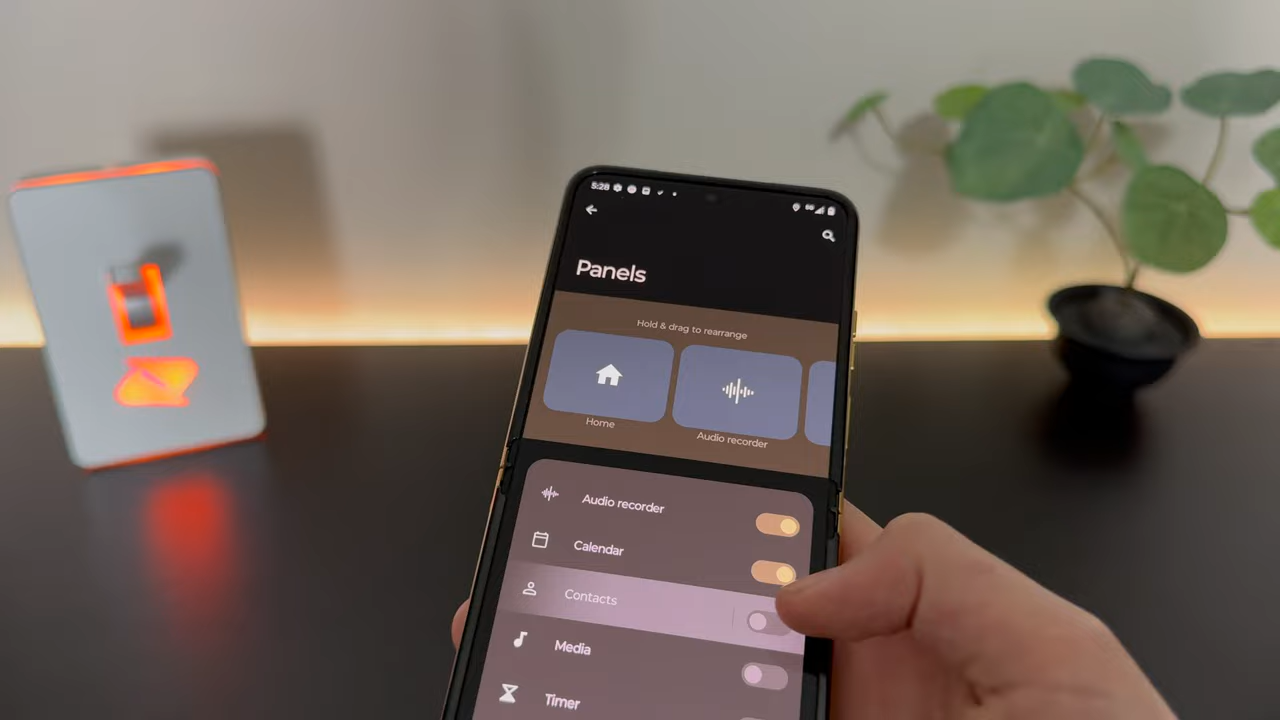 5:28
Panels
Hold & drag to rearrange
Home
Audio recorder
Audio recorder
Calendar
Contacts
Media
Timer